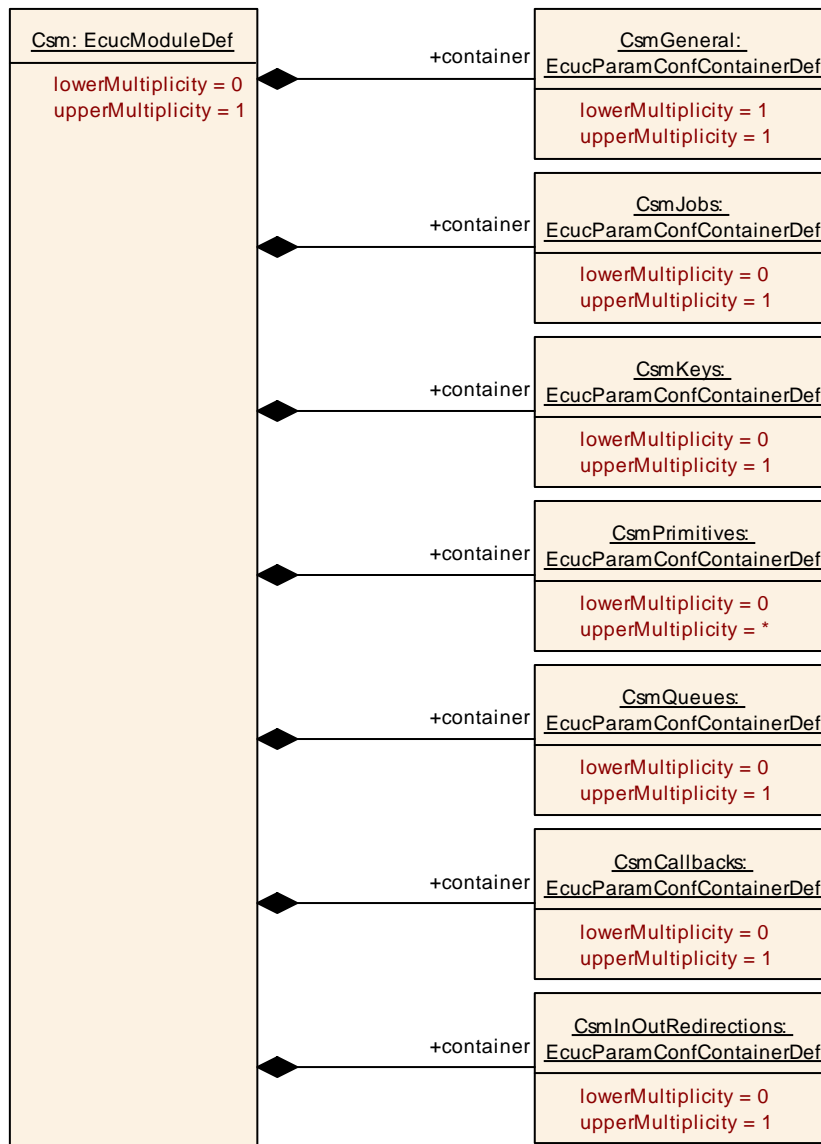 Csm: EcucModuleDef
lowerMultiplicity = 0
upperMultiplicity = 1
+container
CsmGeneral:
EcucParamConfContainerDef
lowerMultiplicity = 1
upperMultiplicity = 1
+container
CsmJobs:
EcucParamConfContainerDef
lowerMultiplicity = 0
upperMultiplicity = 1
+container
CsmKeys:
EcucParamConfContainerDef
lowerMultiplicity = 0
upperMultiplicity = 1
+container
CsmPrimitives:
EcucParamConfContainerDef
lowerMultiplicity = 0
upperMultiplicity = *
+container
CsmQueues:
EcucParamConfContainerDef
lowerMultiplicity = 0
upperMultiplicity = 1
+container
CsmCallbacks:
EcucParamConfContainerDef
lowerMultiplicity = 0
upperMultiplicity = 1
+container
CsmInOutRedirections:
EcucParamConfContainerDef
lowerMultiplicity = 0
upperMultiplicity = 1